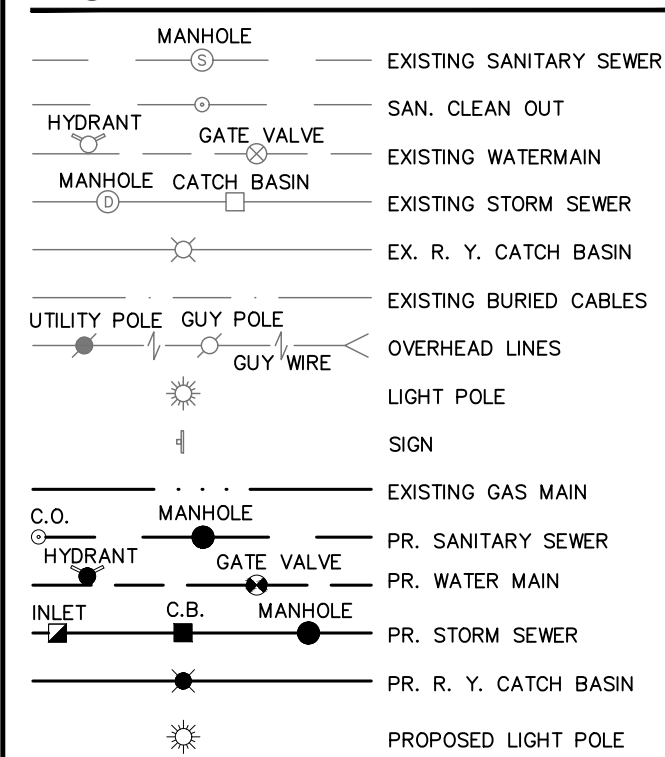 MANHOLE
S
EXISTING SANITARY SEWER
SAN. CLEAN OUT
HYDRANT
GATE VALVE
EXISTING WATERMAIN
MANHOLE CATCH BASIN
D
EXISTING STORM SEWER
EX. R. Y. CATCH BASIN
EXISTING BURIED CABLES
UTILITY POLE GUY POLE
GUY WIRE
OVERHEAD LINES
LIGHT POLE
SIGN
EXISTING GAS MAIN
C.O.
MANHOLE
PR. SANITARY SEWER
HYDRANT
GATE VALVE
PR. WATER MAIN
INLET
C.B.
MANHOLE
PR. STORM SEWER
PR. R. Y. CATCH BASIN
PROPOSED LIGHT POLE